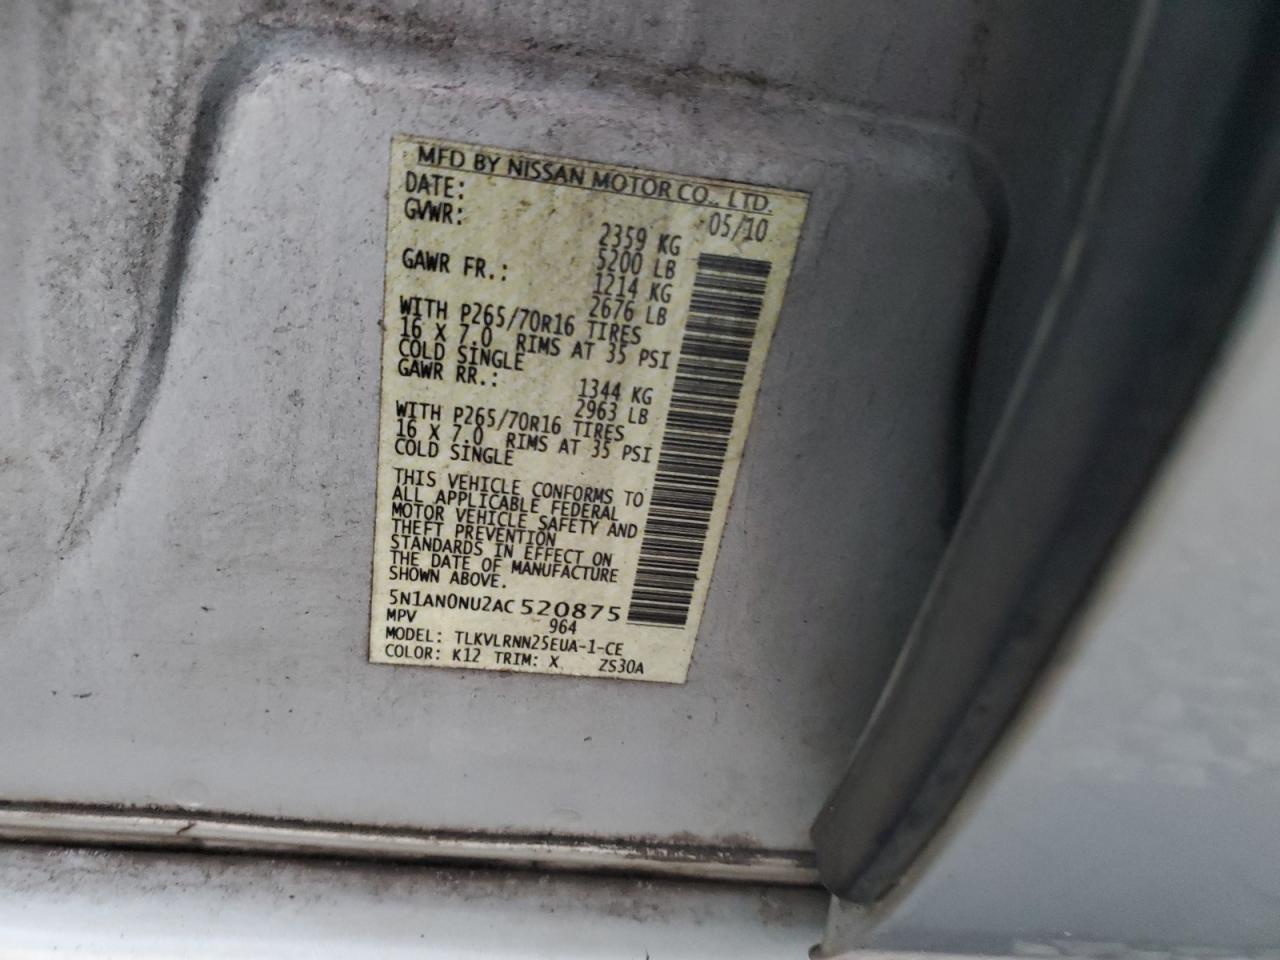 MFD BY NISSAN MOTOR CO., LTD.
DATE: 05/10
GVWR: 2359 KG
5200 LB
GAWR FR.: 1214 KG
2676 LB
WITH P265/70R16 TIRES
16 X 7.0 RIMS AT 35 PSI
COLD SINGLE
GAWR RR.: 1344 KG
2963 LB
WITH P265/70R16 TIRES
16 X 7.0 RIMS AT 35 PSI
COLD SINGLE
THIS VEHICLE CONFORMS TO
ALL APPLICABLE FEDERAL
MOTOR VEHICLE SAFETY AND
THEFT PREVENTION
STANDARDS IN EFFECT ON
THE DATE OF MANUFACTURE
SHOWN ABOVE.
5N1AN0NU2AC520875
MPV 964
MODEL: TLKVLRNN25EUA-1-CE
COLOR: K12 TRIM: X ZS30A